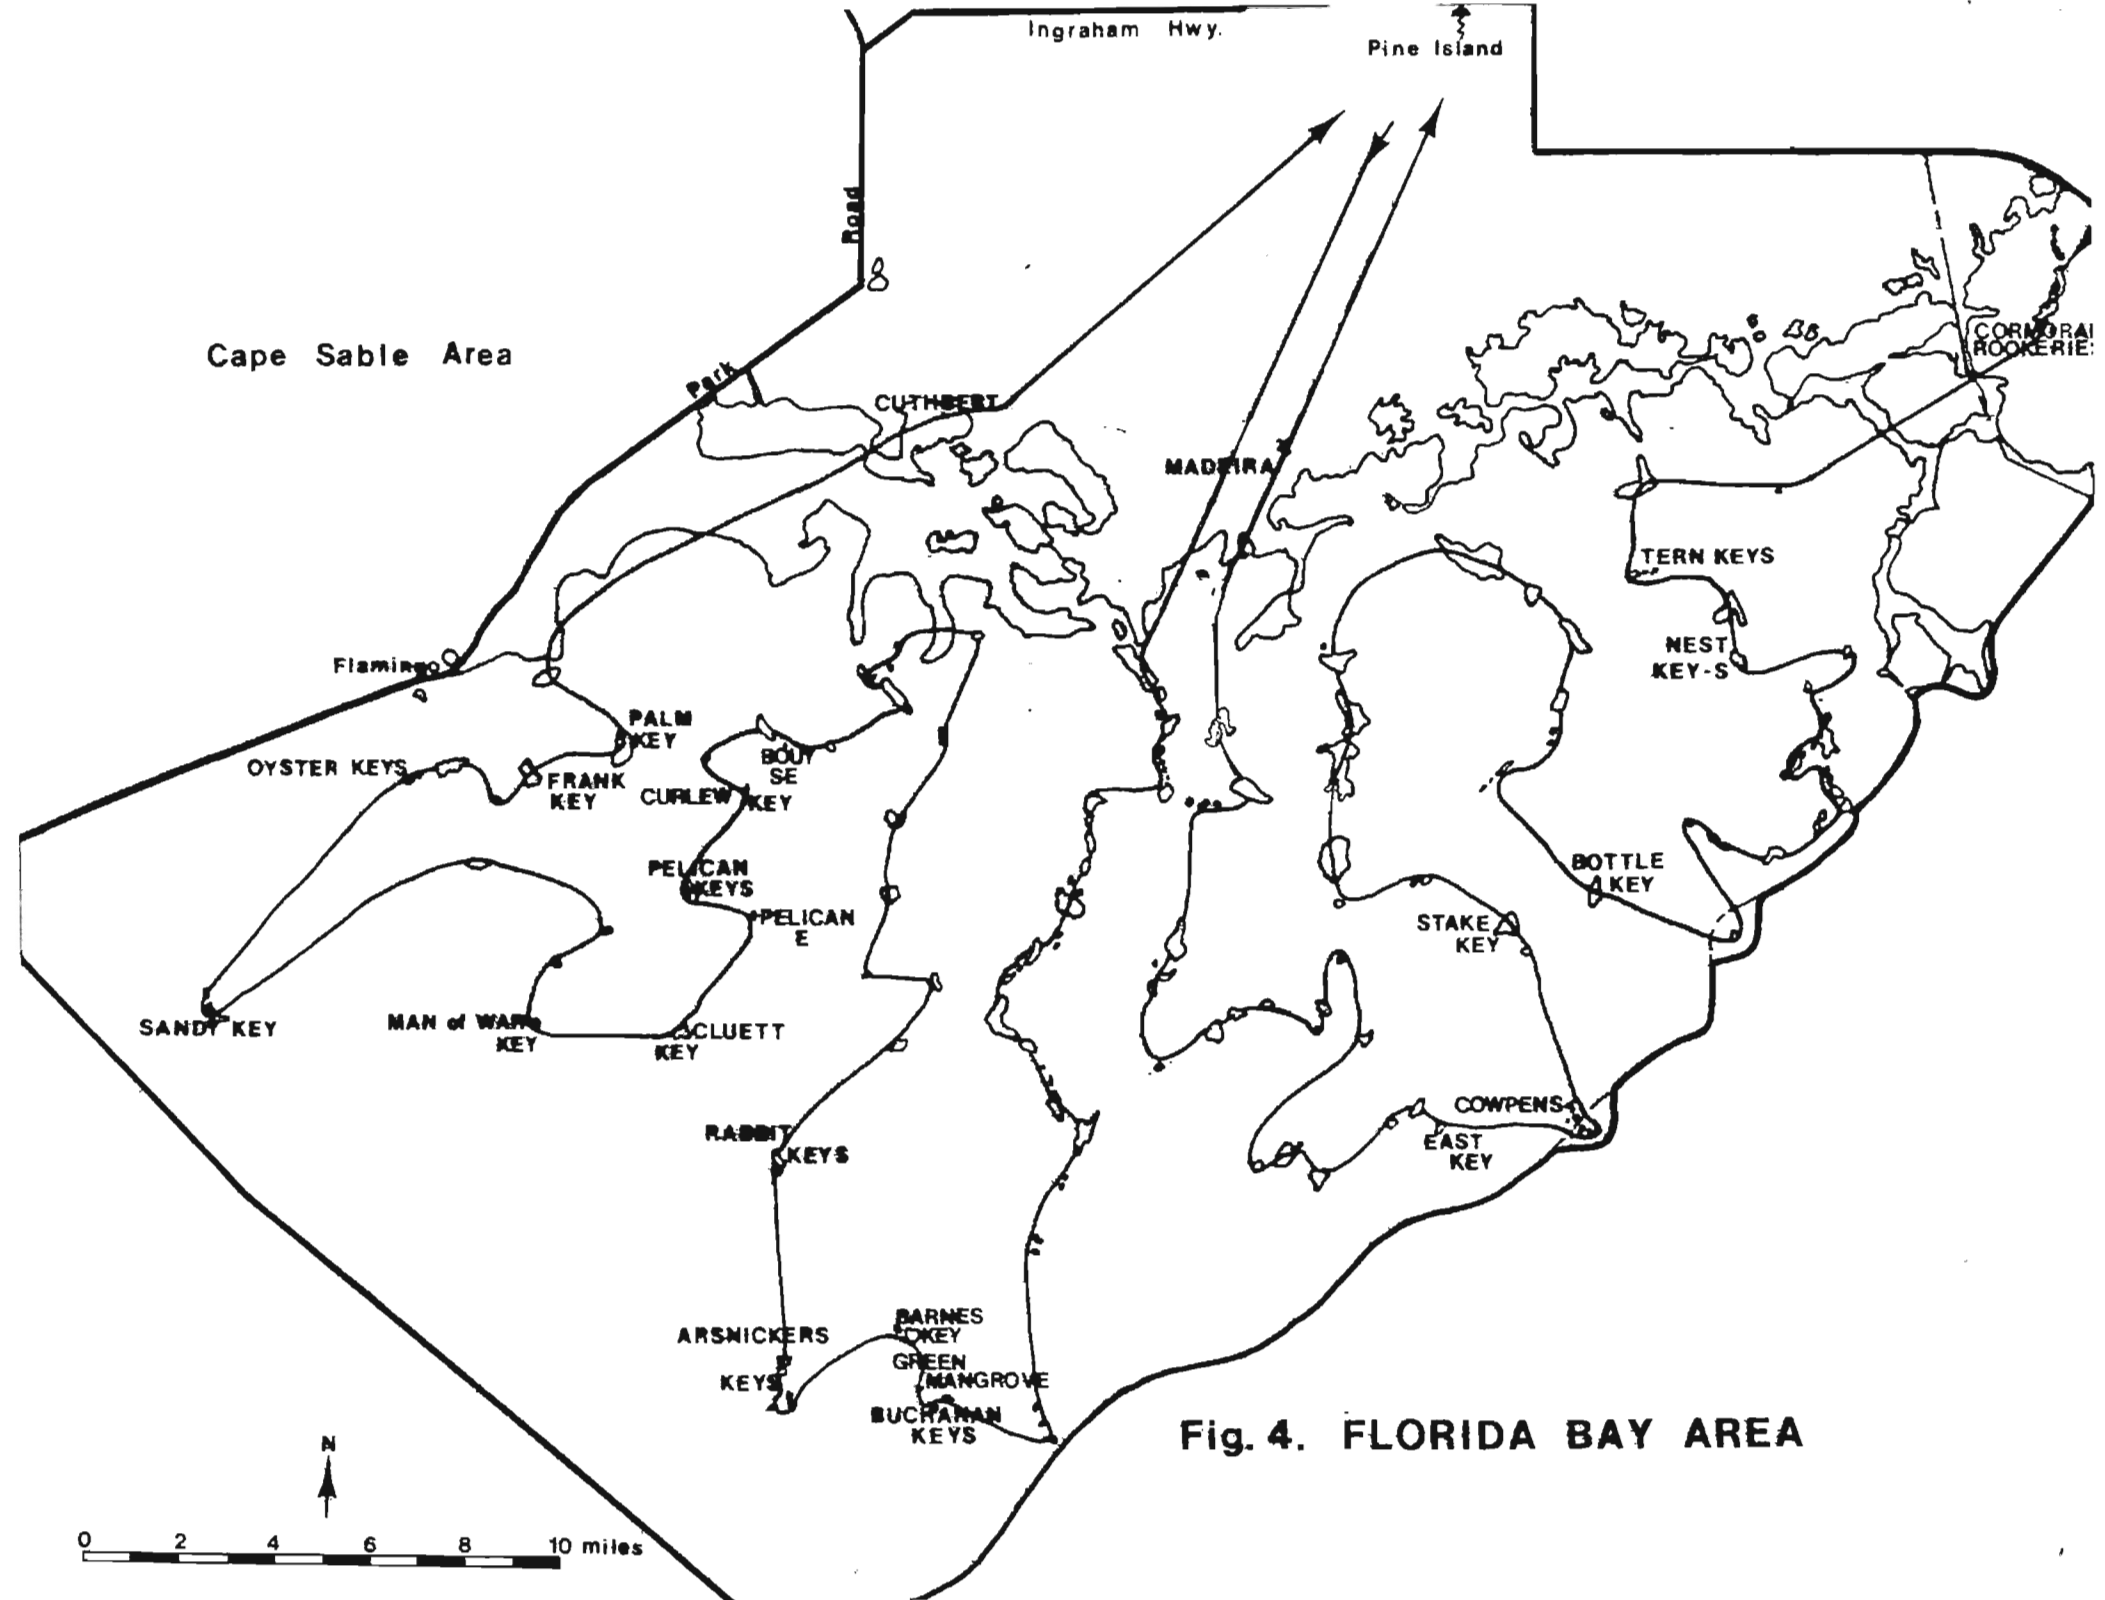 Ingraham Hwy.
Pine Island
Road
Cape Sable Area
Park
CUTHBERT
MADEIRA
CORMORA
ROOKERIE
TERN KEYS
NEST
KEY-S
Flamingo
PALM
KEY
OYSTER KEYS
FRANK
KEY
BOUY
SE
CURLEW KEY
PELICAN
KEYS
PELICAN
E
BOTTLE
KEY
STAKE
KEY
SANDY KEY
MAN of WAR
KEY
CLUETT
KEY
COWPENS
EAST
KEY
RABBIT
KEYS
ARSNICKERS
KEYS
BARNES
KEY
GREEN
MANGROVE
BUCHANAN
KEYS
Fig. 4. FLORIDA BAY AREA
N
0 2 4 6 8 10 miles